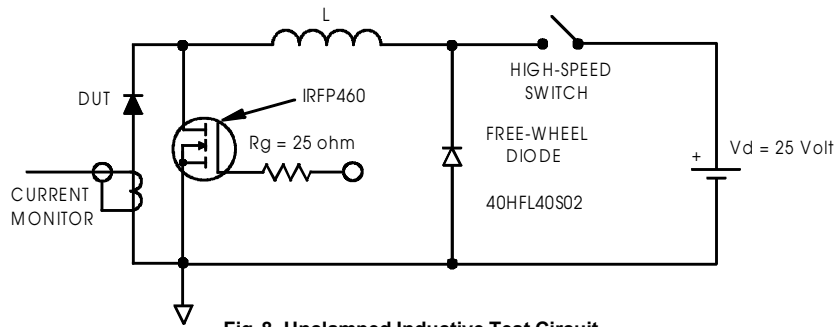 L
HIGH-SPEED
SWITCH
DUT
IRFP460
Rg = 25 ohm
FREE-WHEEL
DIODE
40HFL40S02
+
Vd = 25 Volt
CURRENT
MONITOR
Fig. 8- Unclamped Inductive Test Circuit